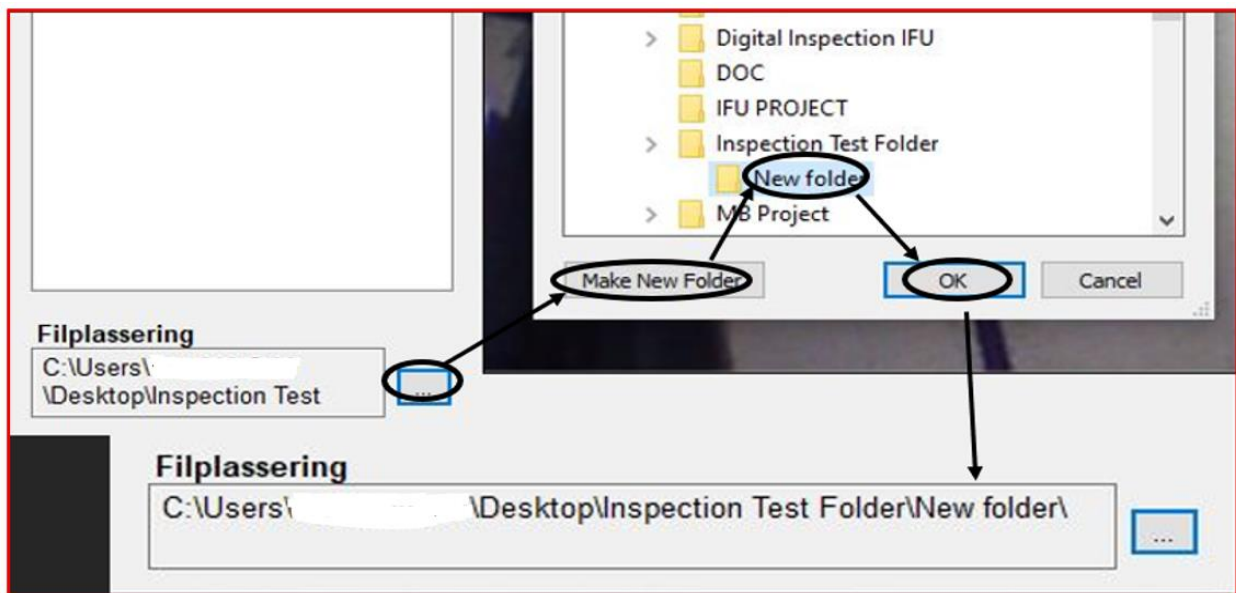 Digital Inspection IFU
DOC
IFU PROJECT
Inspection Test Folder
New folder
MB Project
Make New Folder
OK
Cancel
Filplassering
C:\Users\
\Desktop\Inspection Test
...
Filplassering
C:\Users\ \Desktop\Inspection Test Folder\New folder\
...